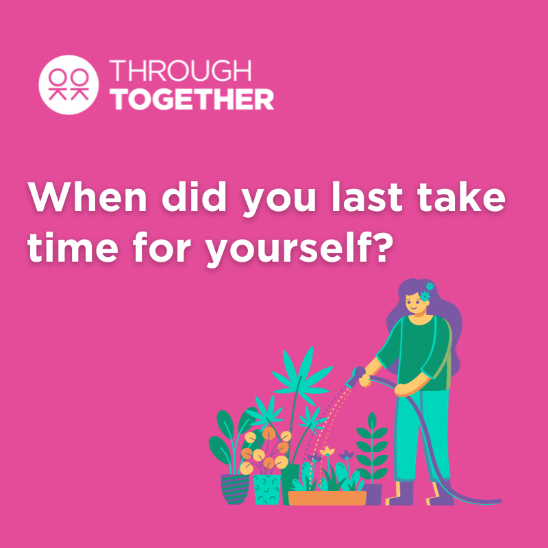 THROUGH
TOGETHER
When did you last take
time for yourself?